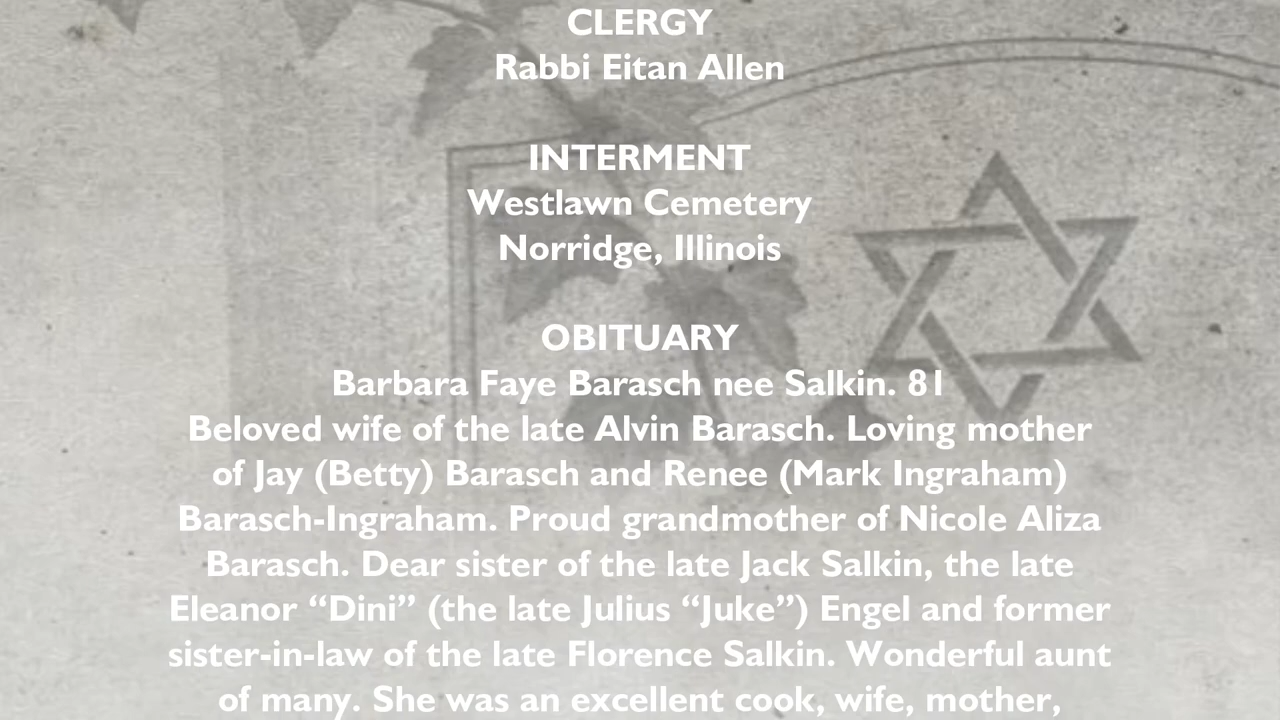 CLERGY
Rabbi Eitan Allen
INTERMENT
Westlawn Cemetery
Norridge, Illinois
OBITUARY
Barbara Faye Barasch nee Salkin. 81
Beloved wife of the late Alvin Barasch. Loving mother
of Jay (Betty) Barasch and Renee (Mark Ingraham)
Barasch-Ingraham. Proud grandmother of Nicole Aliza
Barasch. Dear sister of the late Jack Salkin, the late
Eleanor “Dini” (the late Julius “Juke”) Engel and former
sister-in-law of the late Florence Salkin. Wonderful aunt
of many. She was an excellent cook, wife, mother,